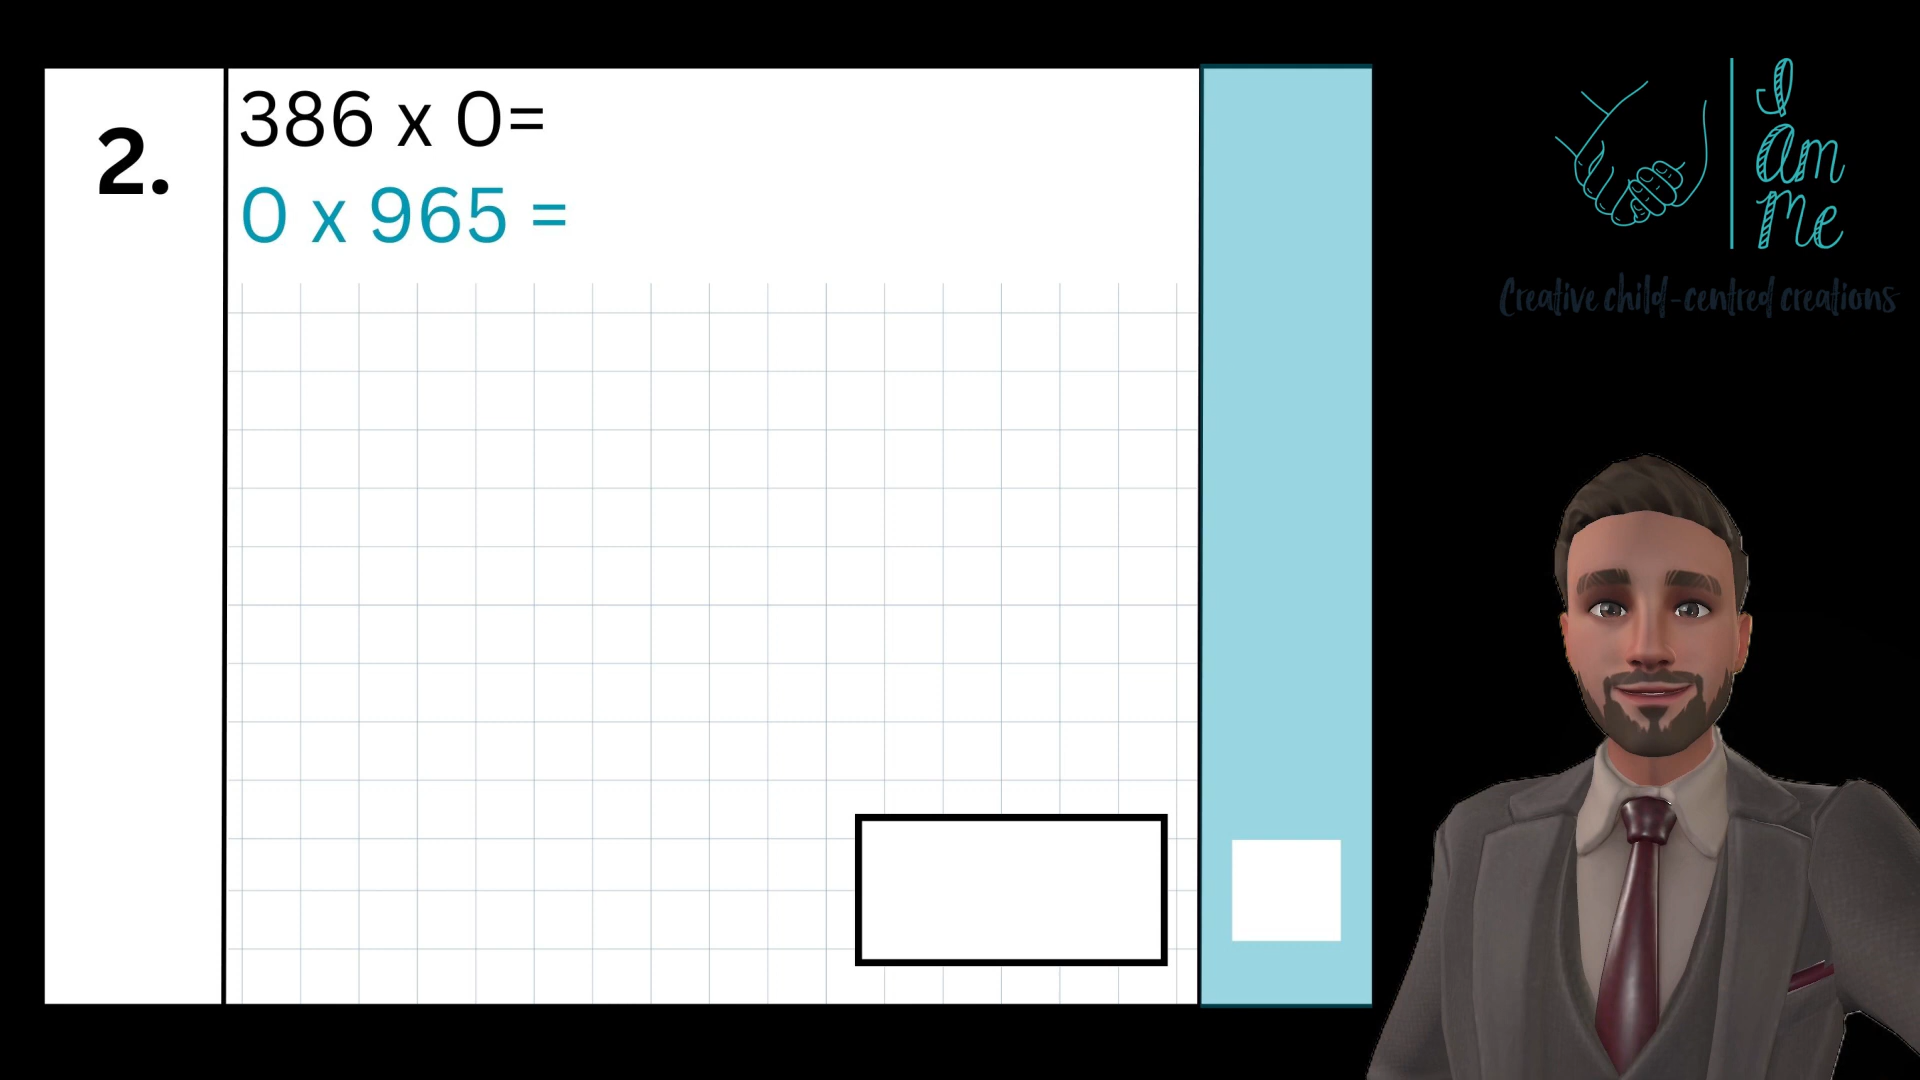 2.
386 x 0=
0 x 965 =
I
Am
Me
Creative child-centred creations